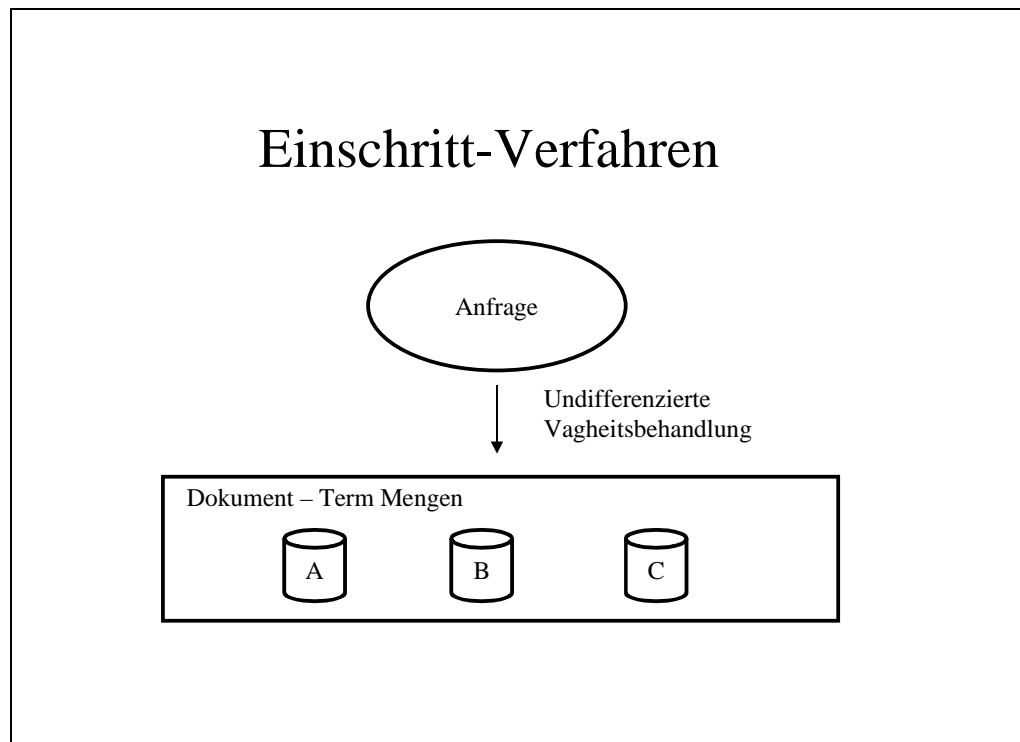 Einschritt-Verfahren
Anfrage
Undifferenzierte
Vagheitsbehandlung
Dokument – Term Mengen
A
B
C